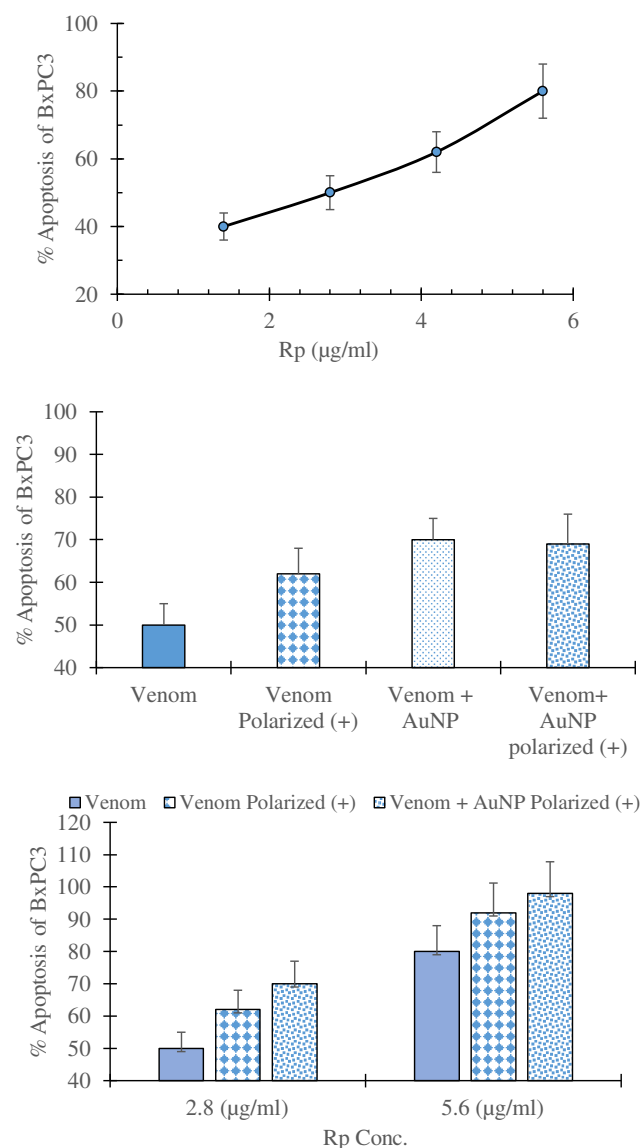 % Apoptosis of BxPC3
100
80
60
40
20
0
2
4
6
Rp (µg/ml)
% Apoptosis of BxPC3
100
90
80
70
60
50
40
Venom
Venom
Polarized (+)
Venom +
AuNP
Venom+
AuNP
polarized (+)
Venom
Venom Polarized (+)
Venom + AuNP Polarized (+)
% Apoptosis of BxPC3
120
110
100
90
80
70
60
50
40
2.8 (µg/ml)
5.6 (µg/ml)
Rp Conc.